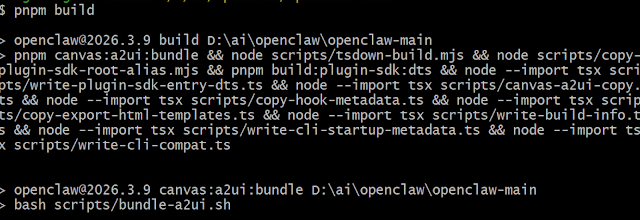 $ pnpm build
> openclaw@2026.3.9 build D:\ai\openclaw\openclaw-main
> pnpm canvas:a2ui:bundle && node scripts/tsdown-build.mjs && node scripts/copy-
plugin-sdk-root-alias.mjs && pnpm build:plugin-sdk:dts && node --import tsx scri
pts/write-plugin-sdk-entry-dts.ts && node --import tsx scripts/canvas-a2ui-copy.
ts && node --import tsx scripts/copy-hook-metadata.ts && node --import tsx scrip
ts/copy-export-html-templates.ts && node --import tsx scripts/write-build-info.t
s && node --import tsx scripts/write-cli-startup-metadata.ts && node --import ts
x scripts/write-cli-compat.ts
> openclaw@2026.3.9 canvas:a2ui:bundle D:\ai\openclaw\openclaw-main
> bash scripts/bundle-a2ui.sh